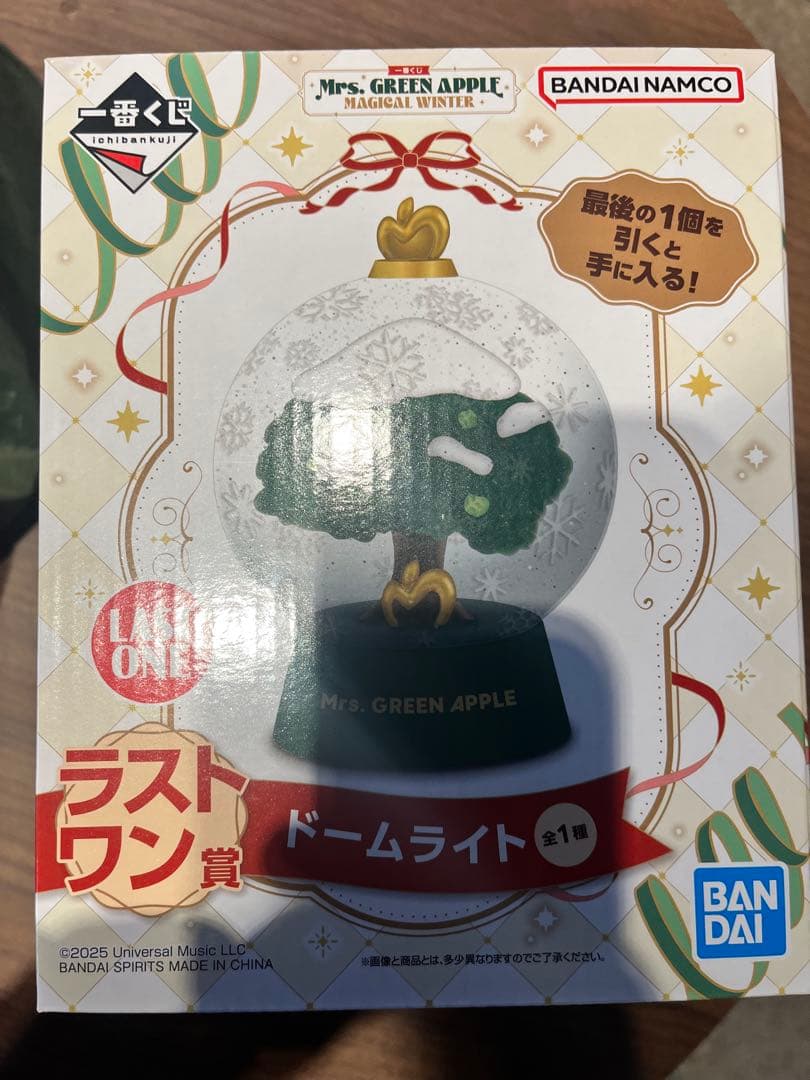 一番くじ
ichibankuji
一番くじ
Mrs. GREEN APPLE
MAGICAL WINTER
BANDAI NAMCO
最後の1個を
引くと
手に入る!
LAST
ONE
Mrs. GREEN APPLE
ラスト
ワン賞
ドームライト 全1種
BAN
DAI
©2025 Universal Music LLC
BANDAI SPIRITS MADE IN CHINA
※画像と商品とは、多少異なりますのでご了承ください。